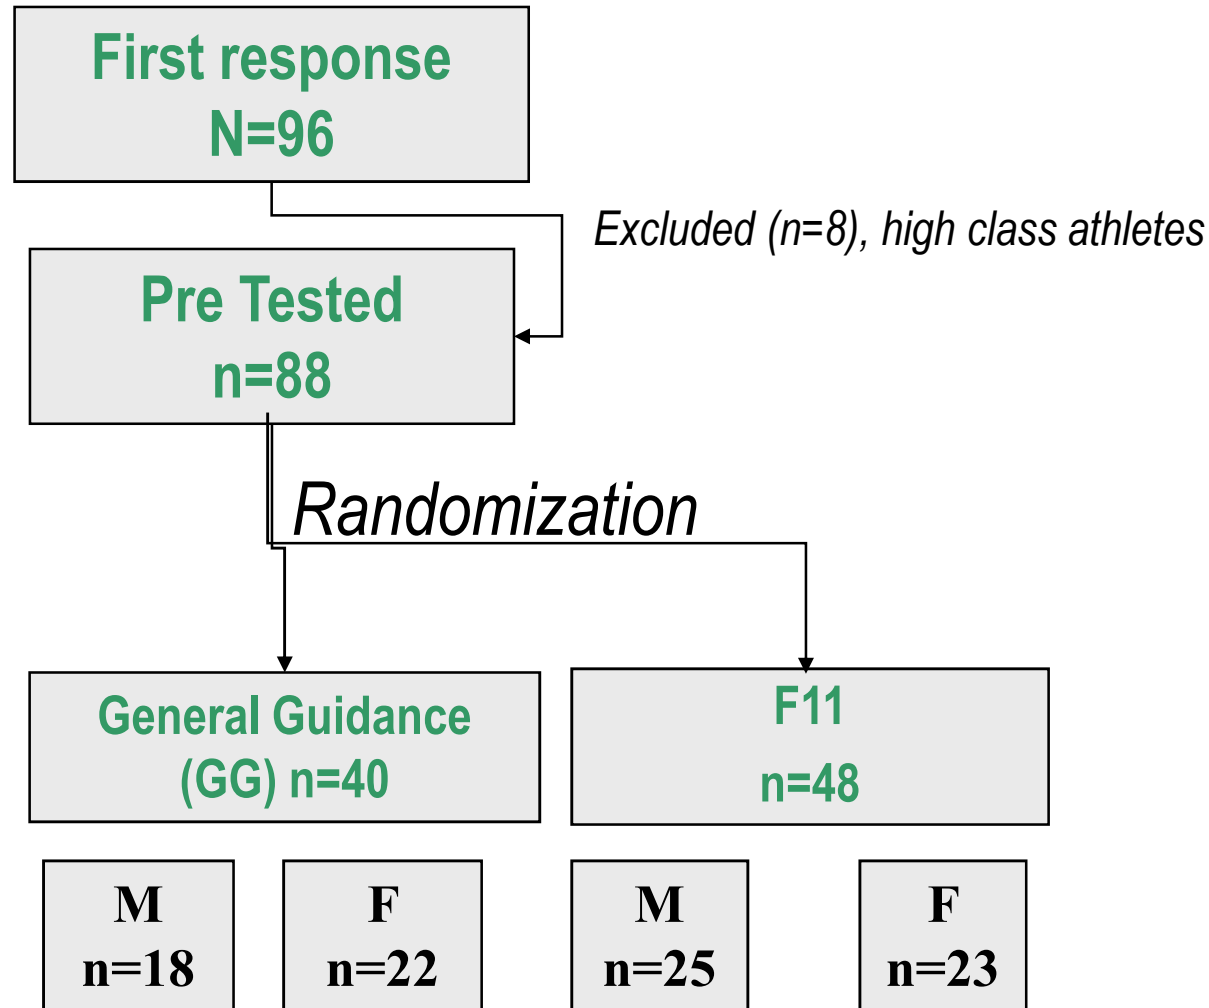 First response
N=96
Excluded (n=8), high class athletes
Pre Tested
n=88
Randomization
General Guidance
(GG) n=40
F11
n=48
M
n=18
F
n=22
M
n=25
F
n=23